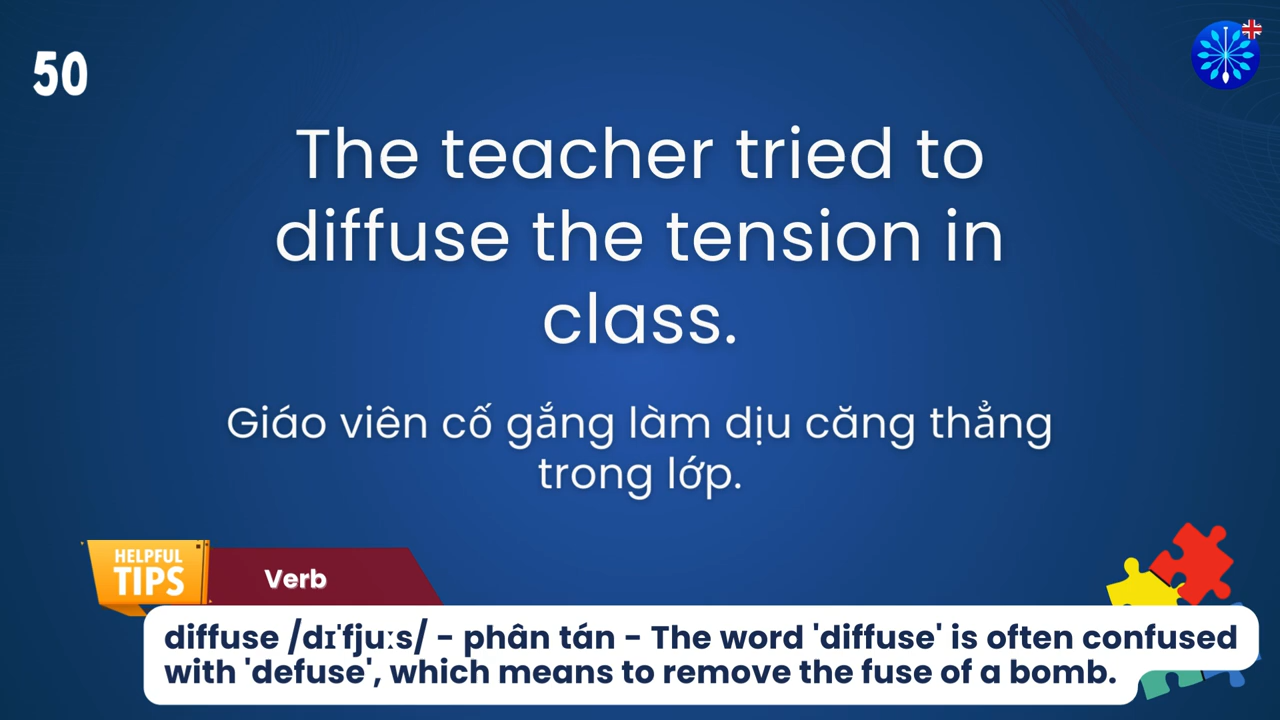 50
The teacher tried to
diffuse the tension in
class.
Giáo viên cố gắng làm dịu căng thẳng
trong lớp.
HELPFUL
TIPS
Verb
diffuse /dɪˈfjuːs/ - phân tán - The word 'diffuse' is often confused
with 'defuse', which means to remove the fuse of a bomb.